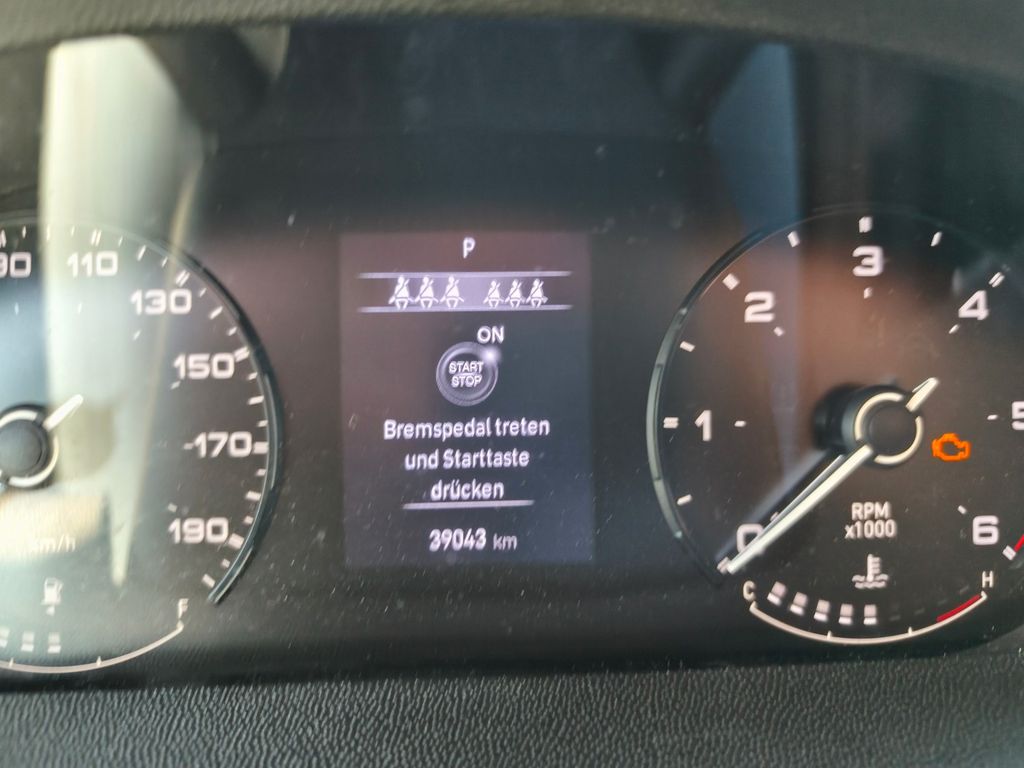 P
ON
START
STOP
Bremspedal treten
und Starttaste
drücken
39043 km
110
130
150
170
190
km/h
F
0
1
2
3
4
5
6
RPM
x1000
C
H